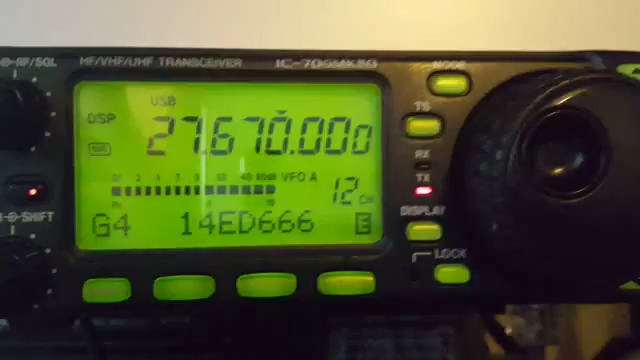 RF/SQL
HF/VHF/UHF TRANSCEIVER IC-706MKIIG
MODE
USB
DSP
27.670.000
TS
RX
TX
VFO A
12 CH
G4 14ED666 E
SHIFT
DISPLAY
LOCK